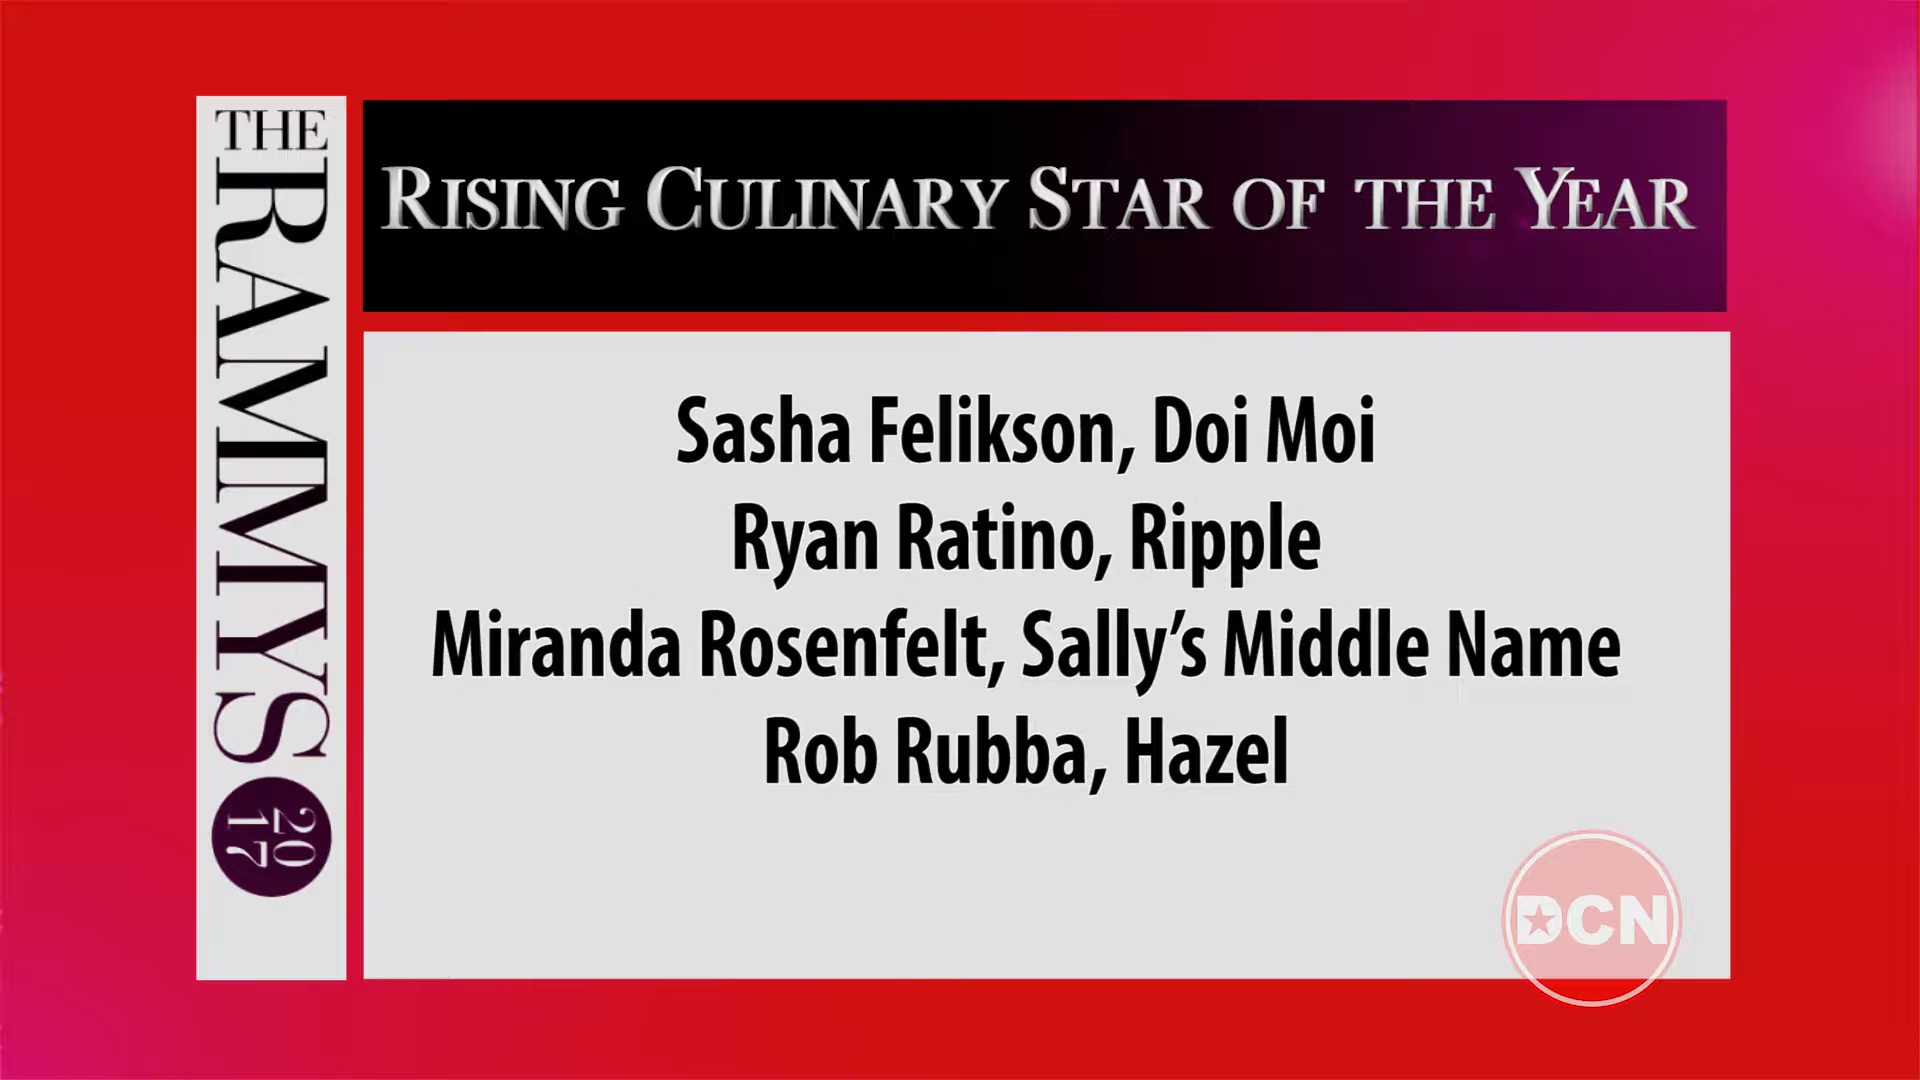 THE RAMMYS
2017
RISING CULINARY STAR OF THE YEAR
Sasha Felikson, Doi Moi
Ryan Ratino, Ripple
Miranda Rosenfelt, Sally’s Middle Name
Rob Rubba, Hazel
DCN